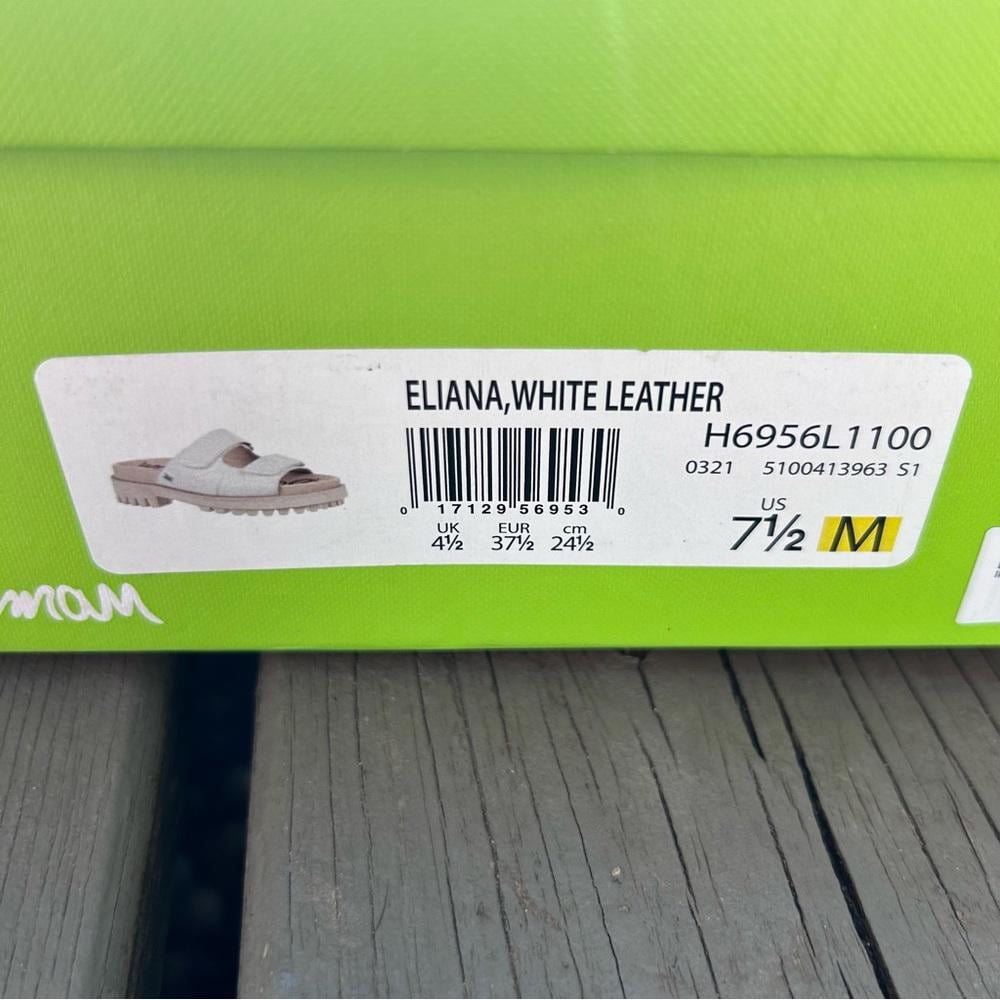 ELIANA,WHITE LEATHER
H6956L1100
0321 5100413963 S1
0 17129 56953 0
UK EUR cm
4½ 37½ 24½
US
7½ M